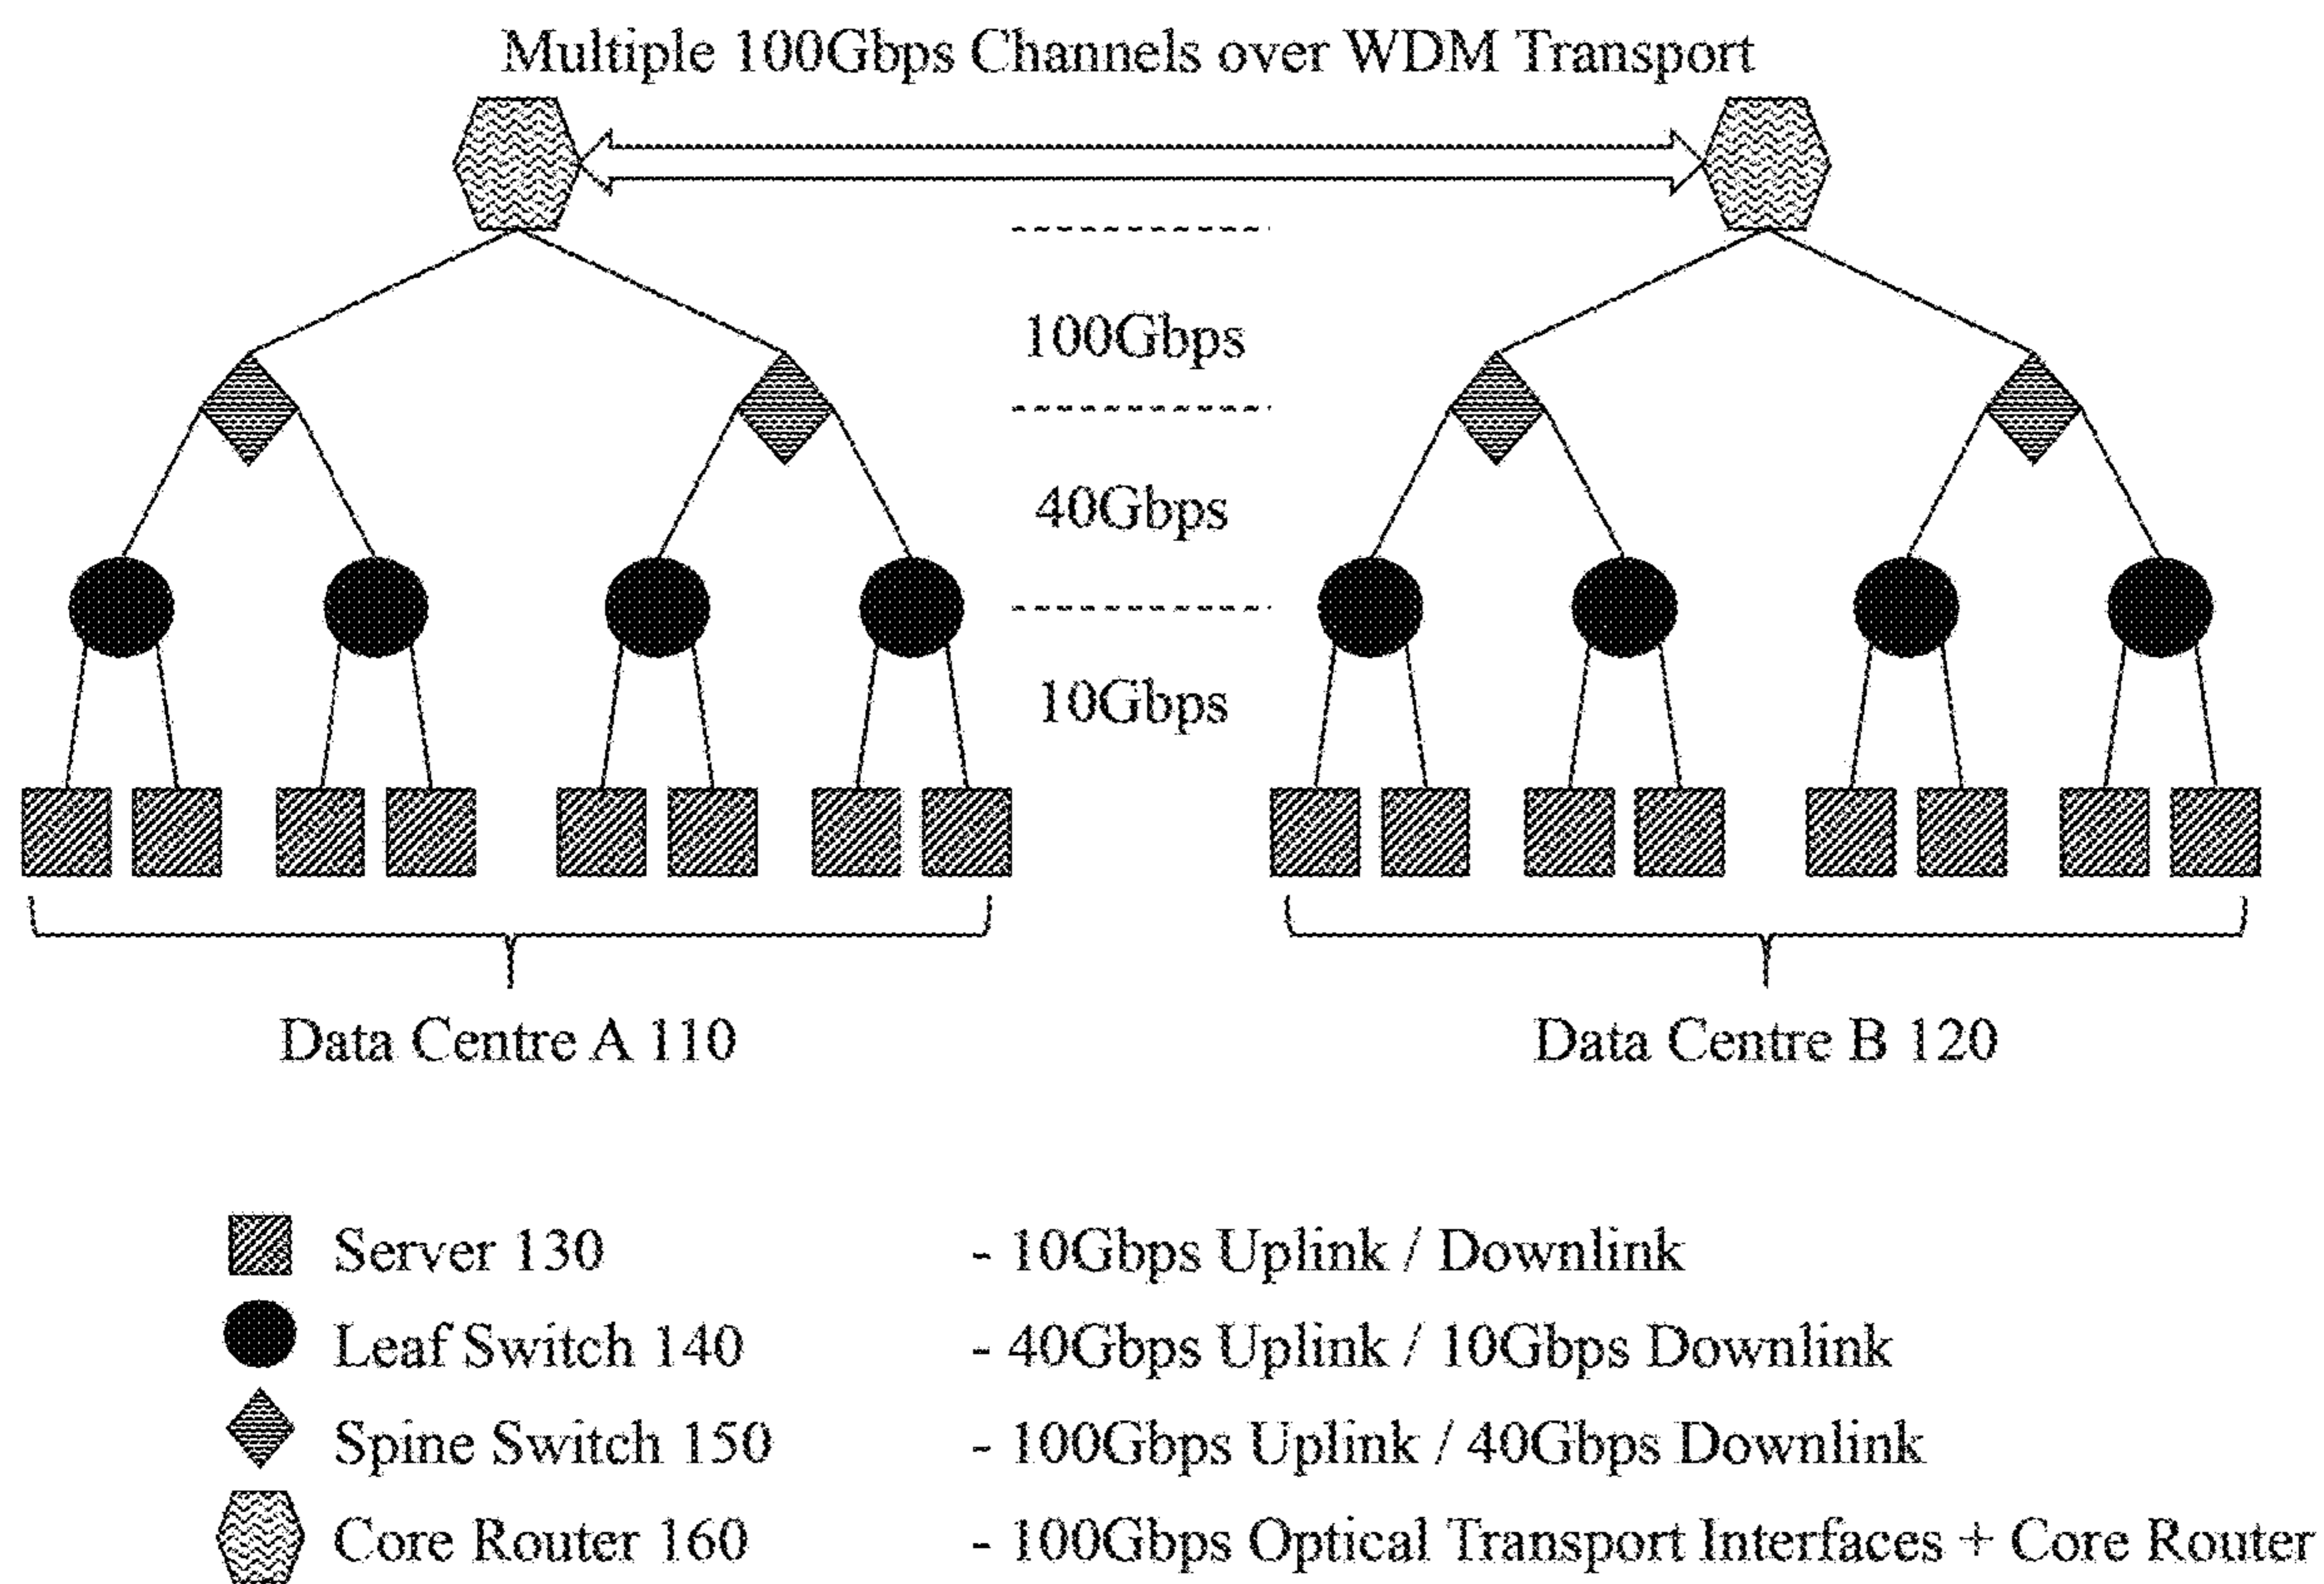 Multiple 100Gbps Channels over WDM Transport
100Gbps
40Gbps
10Gbps
Data Centre A 110
Data Centre B 120
Server 130 - 10Gbps Uplink / Downlink
Leaf Switch 140 - 40Gbps Uplink / 10Gbps Downlink
Spine Switch 150 - 100Gbps Uplink / 40Gbps Downlink
Core Router 160 - 100Gbps Optical Transport Interfaces + Core Router